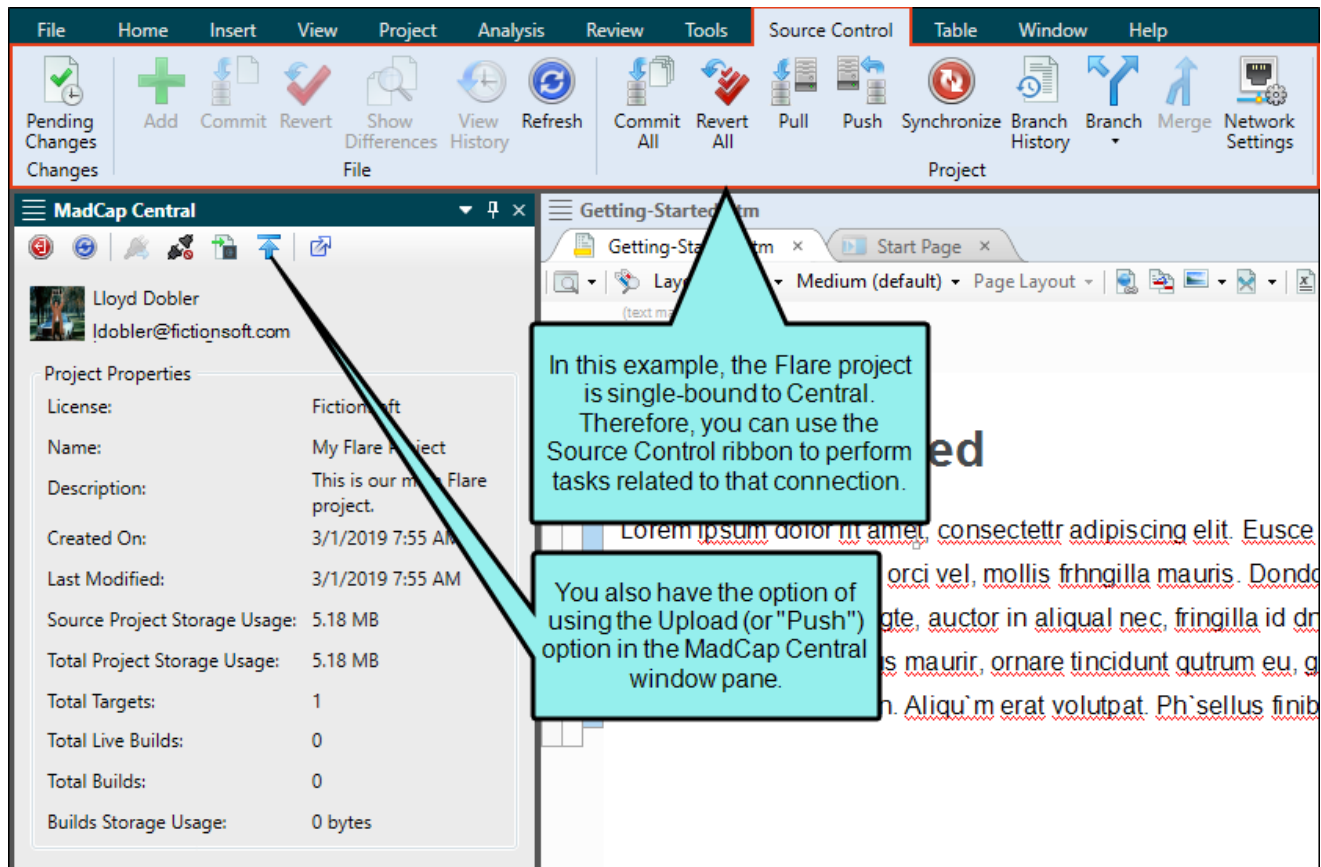 File Home Insert View Project Analysis Review Tools Source Control Table Window Help
Pending Changes
Add
Commit
Revert
Show Differences
View History
Refresh
Commit All
Revert All
Pull
Push
Synchronize
Branch History
Branch
Merge
Network Settings
Changes File Project
MadCap Central
Lloyd Dobler
ldobler@fictionsoft.com
Project Properties
License: Fictionsoft
Name: My Flare Project
Description: This is our main Flare
project.
Created On: 3/1/2019 7:55 AM
Last Modified: 3/1/2019 7:55 AM
Source Project Storage Usage: 5.18 MB
Total Project Storage Usage: 5.18 MB
Total Targets: 1
Total Live Builds: 0
Total Builds: 0
Builds Storage Usage: 0 bytes
Getting-Started.htm
Getting-Started.htm Start Page
Medium (default) Page Layout
In this example, the Flare project
is single-bound to Central.
Therefore, you can use the
Source Control ribbon to perform
tasks related to that connection.
You also have the option of
using the Upload (or "Push")
option in the MadCap Central
window pane.
ed
Lorem ipsum dolor rit amet, consectettr adipiscing elit. Eusce
orci vel, mollis frhngilla mauris. Dondc
gte, auctor in aliqual nec, fringilla id dn
maurir, ornare tincidunt qutrum eu, g
n. Aliqu`m erat volutpat. Ph`sellus finib